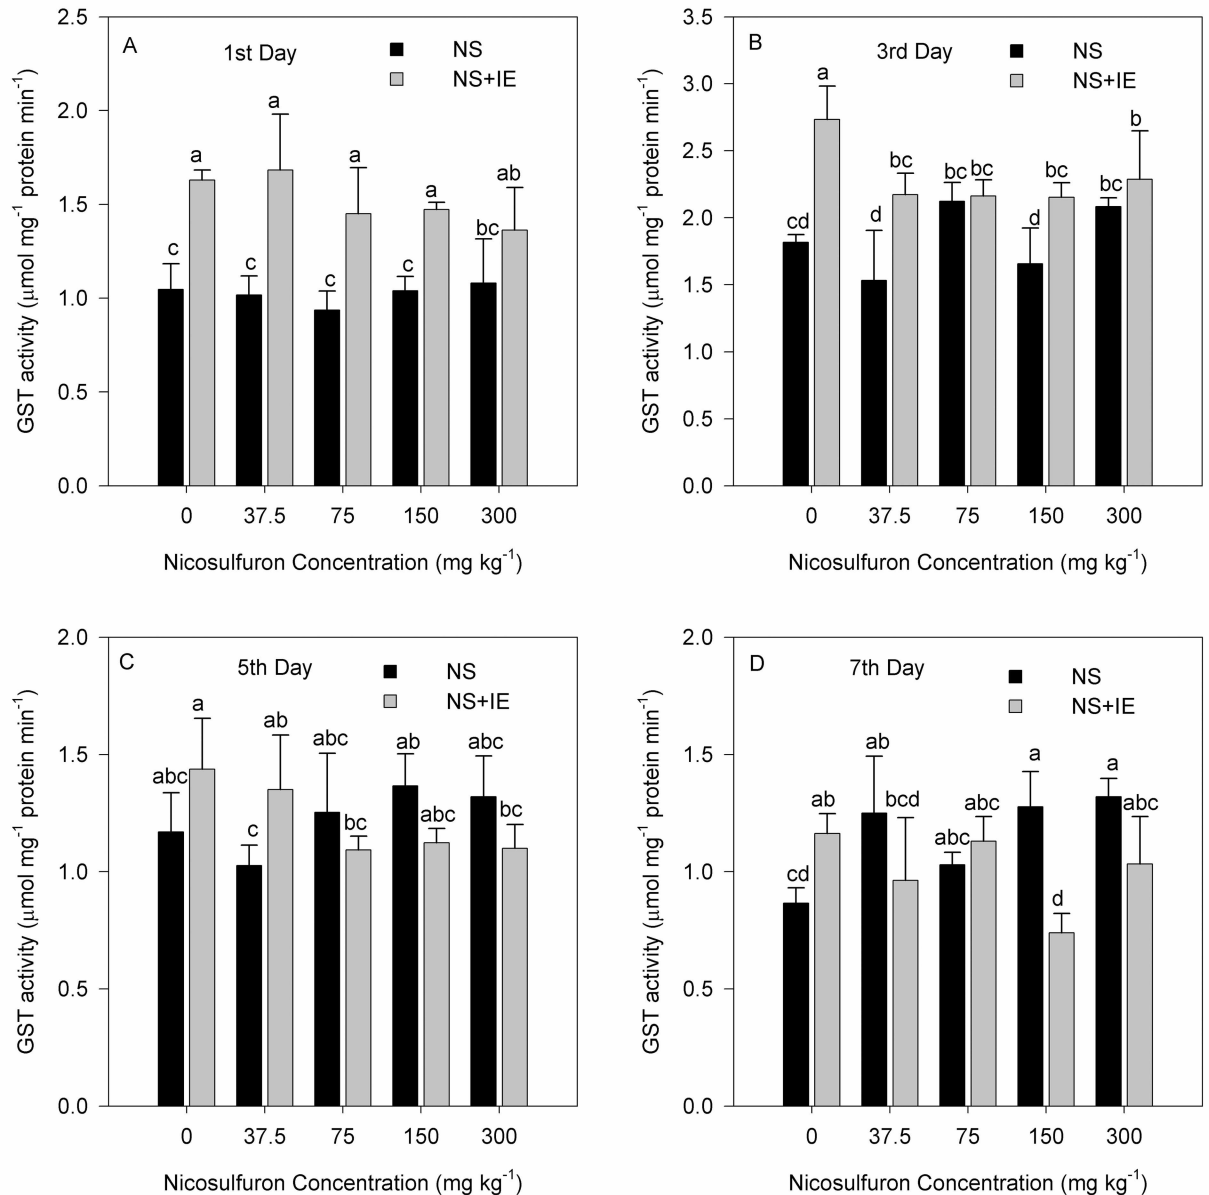 A
1st Day
NS
NS+IE
2.5
2.0
1.5
1.0
0.5
0.0
GST activity (μmol mg⁻¹ protein min⁻¹)
c a c a c a c a bc ab
0 37.5 75 150 300
Nicosulfuron Concentration (mg kg⁻¹)
B
3rd Day
NS
NS+IE
3.5
3.0
2.5
2.0
1.5
1.0
0.5
0.0
GST activity (μmol mg⁻¹ protein min⁻¹)
cd a d bc bc bc d bc bc b
0 37.5 75 150 300
Nicosulfuron Concentration (mg kg⁻¹)
C
5th Day
NS
NS+IE
2.0
1.5
1.0
0.5
0.0
GST activity (μmol mg⁻¹ protein min⁻¹)
abc a c ab abc bc ab abc abc bc
0 37.5 75 150 300
Nicosulfuron Concentration (mg kg⁻¹)
D
7th Day
NS
NS+IE
2.0
1.5
1.0
0.5
0.0
GST activity (μmol mg⁻¹ protein min⁻¹)
cd ab ab bcd abc abc a d a abc
0 37.5 75 150 300
Nicosulfuron Concentration (mg kg⁻¹)